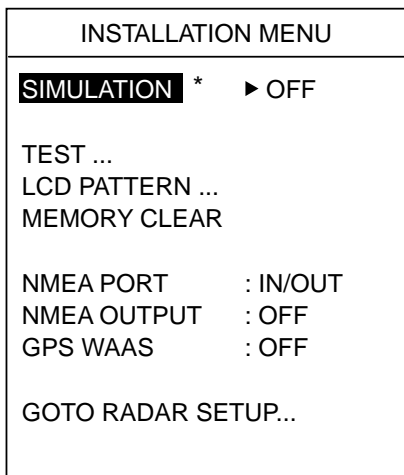 INSTALLATION MENU
SIMULATION * ▶ OFF
TEST ...
LCD PATTERN ...
MEMORY CLEAR
NMEA PORT : IN/OUT
NMEA OUTPUT : OFF
GPS WAAS : OFF
GOTO RADAR SETUP...